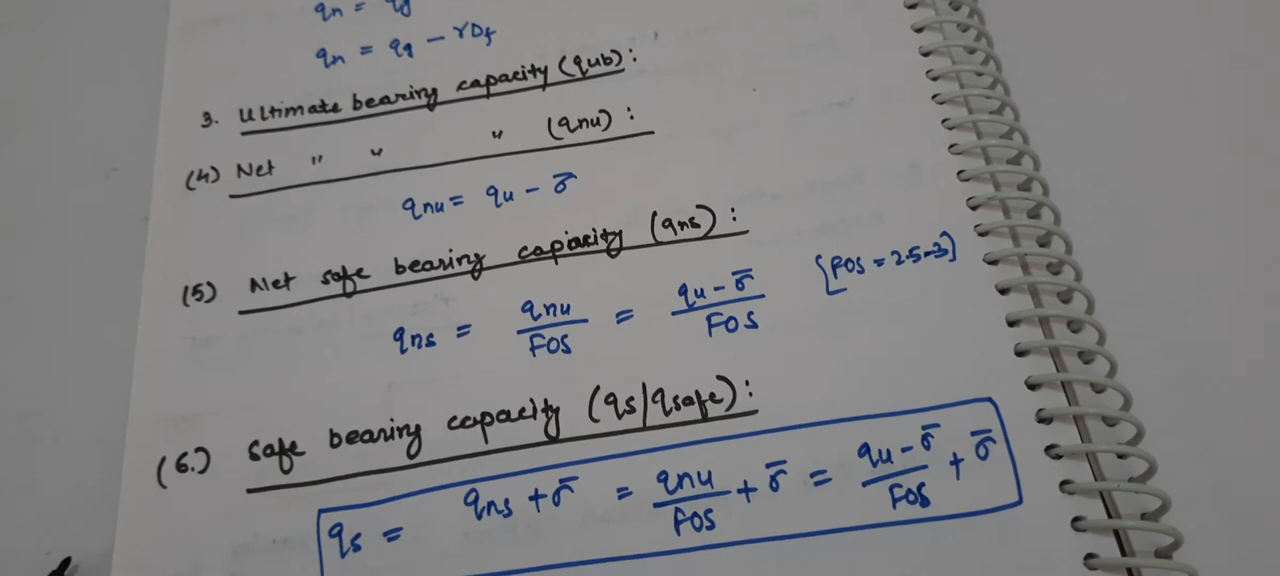 qn = qg
qn = qg - γDf
3. Ultimate bearing capacity (qub):
(4) Net " " " (qnu):
qnu = qu - σ̄
(5) Net safe bearing capacity (qns):
qns = qnu/FOS = (qu - σ̄)/FOS [FOS = 2.5-3]
(6.) Safe bearing capacity (qs/qsafe):
qs = qns + σ̄ = qnu/FOS + σ̄ = (qu - σ̄)/FOS + σ̄